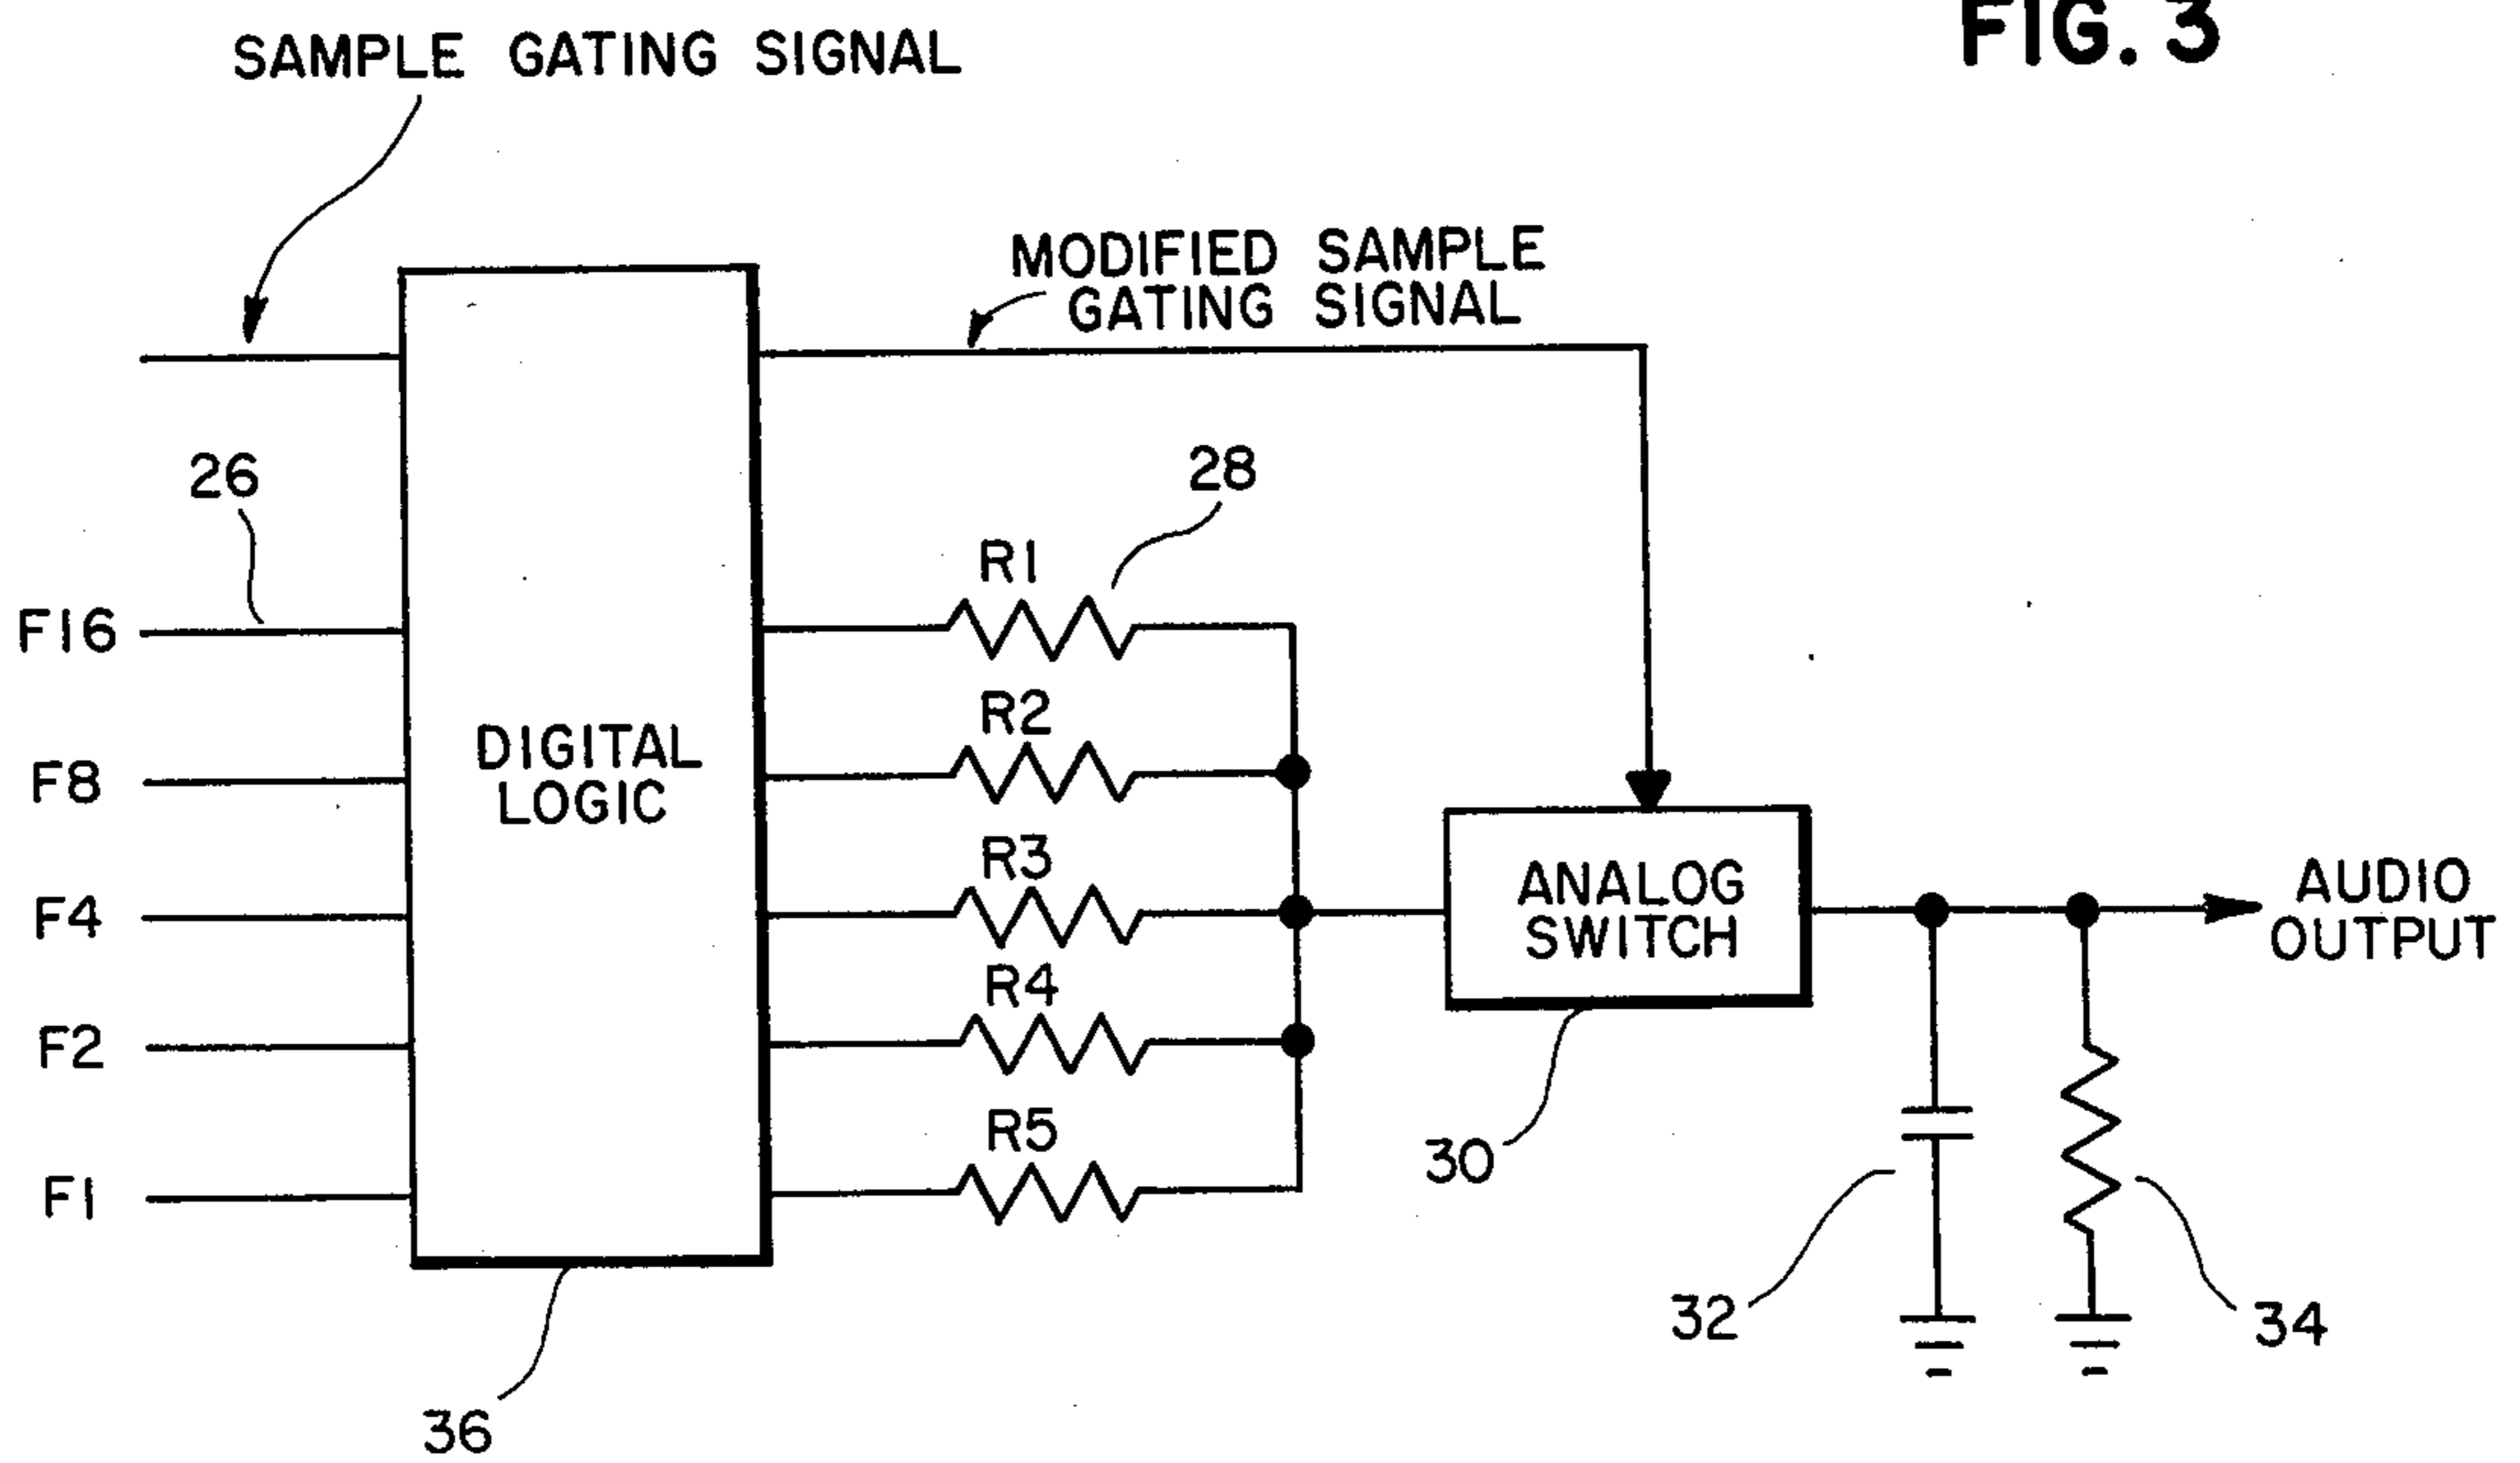 FIG. 3
SAMPLE GATING SIGNAL
MODIFIED SAMPLE
GATING SIGNAL
26
28
R1
F16
R2
F8
DIGITAL
LOGIC
R3
ANALOG
SWITCH
AUDIO
OUTPUT
F4
R4
F2
R5
30
F1
32
34
36